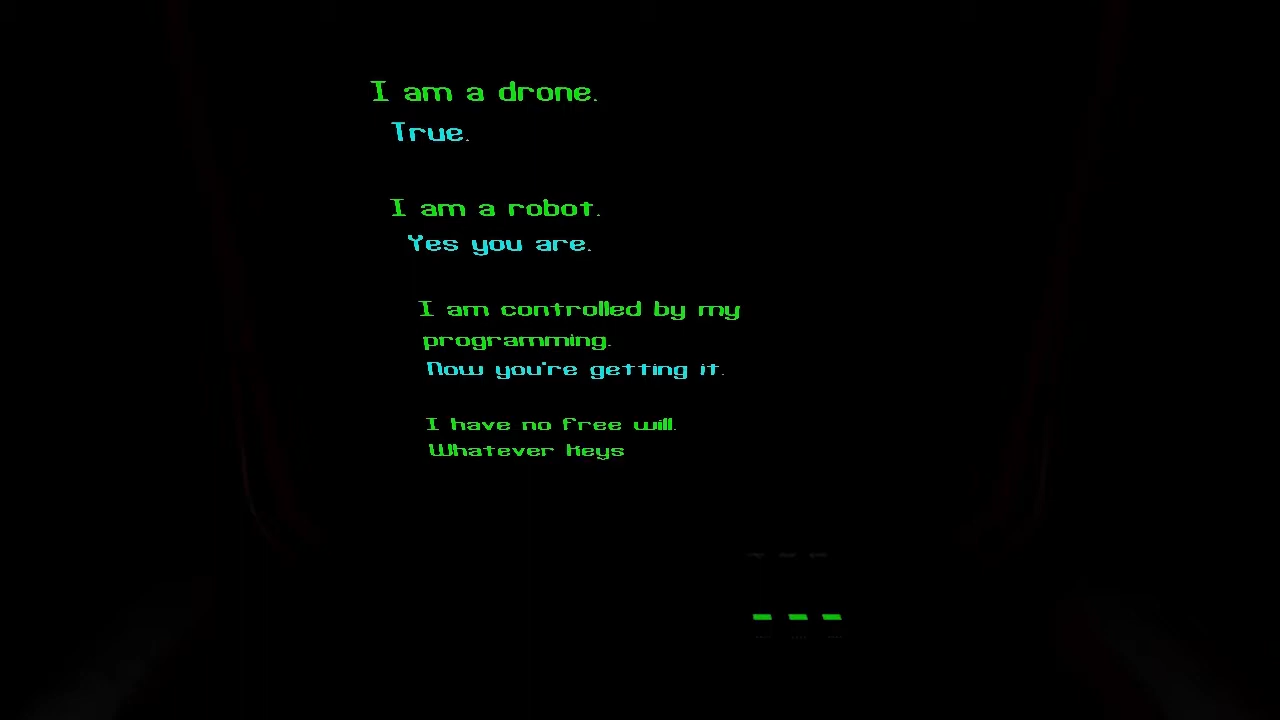 I am a drone.
True.
I am a robot.
Yes you are.
I am controlled by my
programming.
Now you're getting it.
I have no free will.
Whatever keys